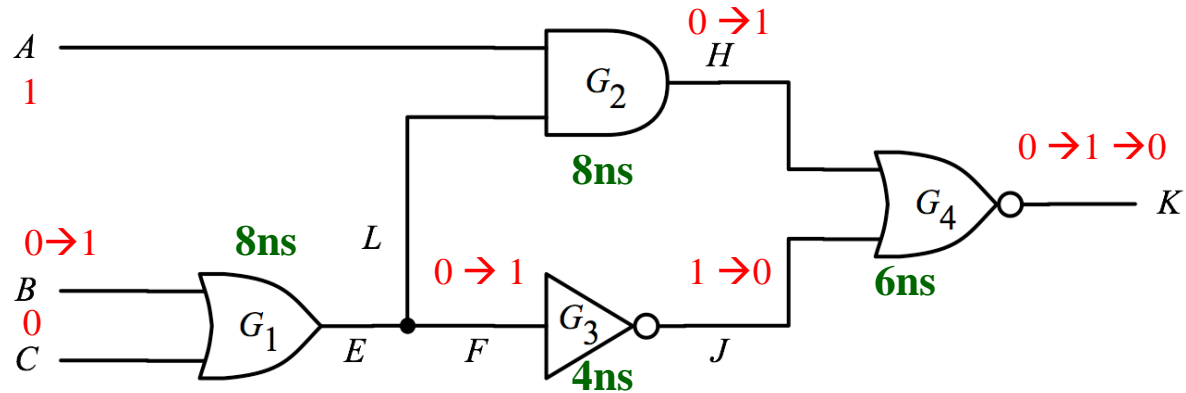 0 →1
H
A
1
G2
8ns
0 →1 →0
G4
K
6ns
0→1
8ns
L
B
0
C
G1
E
0 → 1
F
G3
4ns
1 →0
J